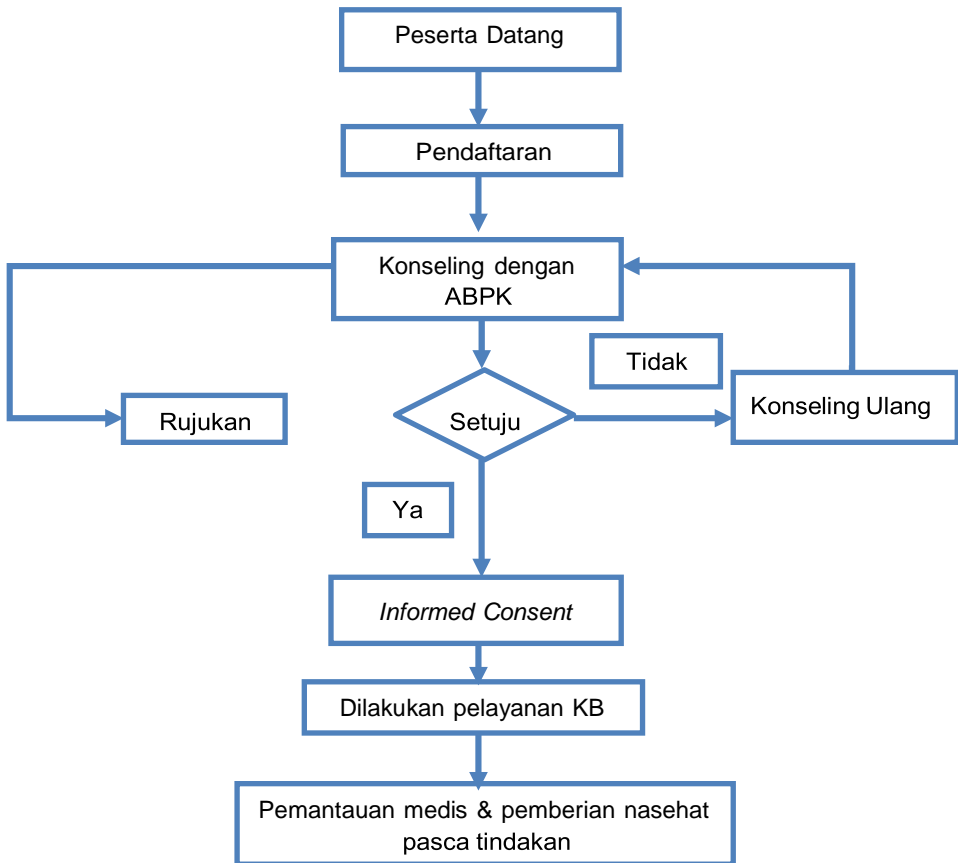 Peserta Datang
Pendaftaran
Konseling dengan
ABPK
Tidak
Rujukan
Setuju
Konseling Ulang
Ya
Informed Consent
Dilakukan pelayanan KB
Pemantauan medis & pemberian nasehat
pasca tindakan